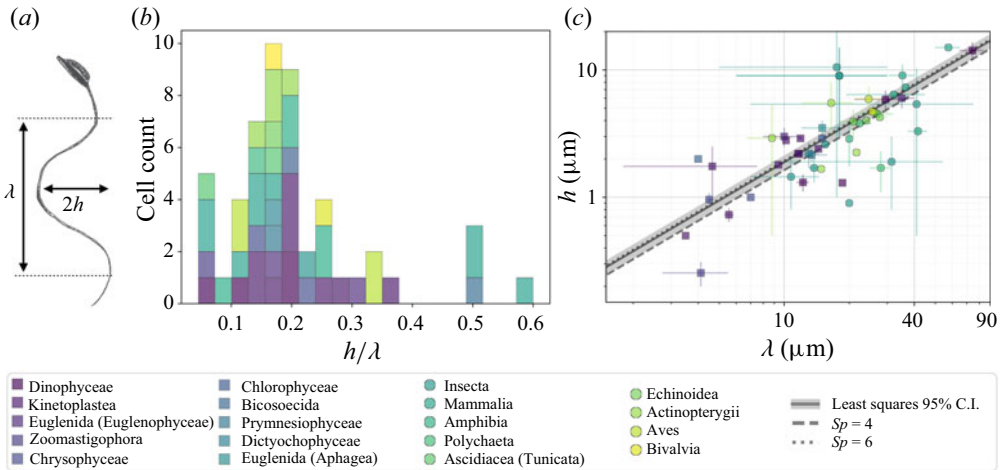 (a)
λ
2h
(b)
10
8
6
4
2
0
Cell count
0.1 0.2 0.3 0.4 0.5 0.6
h/λ
(c)
10
1
h (μm)
10 40 90
λ (μm)
Dinophyceae
Kinetoplastea
Euglenida (Euglenophyceae)
Zoomastigophora
Chrysophyceae
Chlorophyceae
Bicosoecida
Prymnesiophyceae
Dictyochophyceae
Euglenida (Aphagea)
Insecta
Mammalia
Amphibia
Polychaeta
Ascidiacea (Tunicata)
Echinoidea
Actinopterygii
Aves
Bivalvia
Least squares 95% C.I.
Sp = 4
Sp = 6